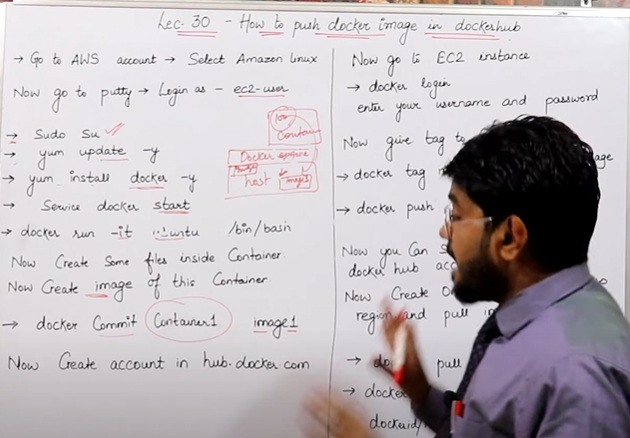 Lec. 30 - How to push docker image in dockerhub
→ Go to AWS account → Select Amazon linux
Now go to putty → Login as - ec2-user
→ Sudo su
→ yum update -y
→ yum install docker -y
→ Service docker start
→ docker run -it untu /bin/bash
Now Create Some files inside Container
Now Create image of this Container
→ docker Commit Container1 image1
Now Create account in hub.docker.com
Contain
Docker engine
host
image1
Now go to EC2 instance
→ docker login
enter your username and password
Now give tag to
→ docker tag
→ docker push
Now you Can
docker hub acc
Now Create
region and pull
→ do pull
→ docker
dockerid/